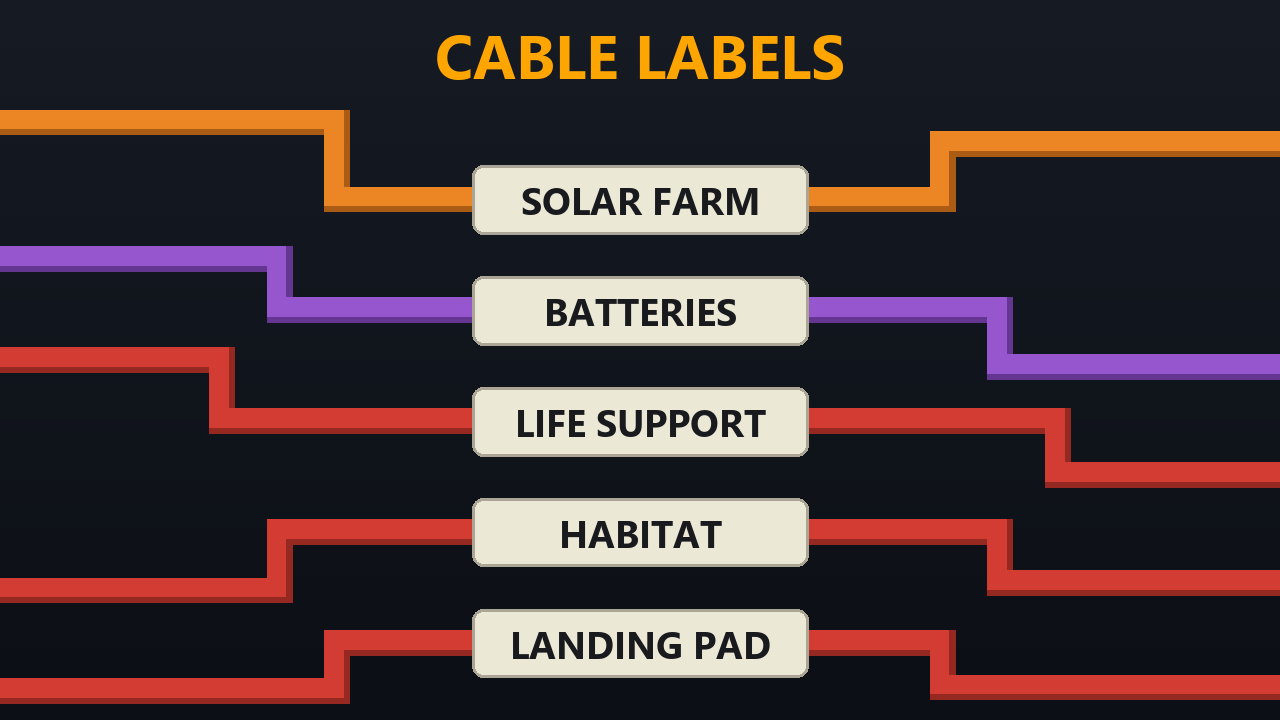 CABLE LABELS
SOLAR FARM
BATTERIES
LIFE SUPPORT
HABITAT
LANDING PAD